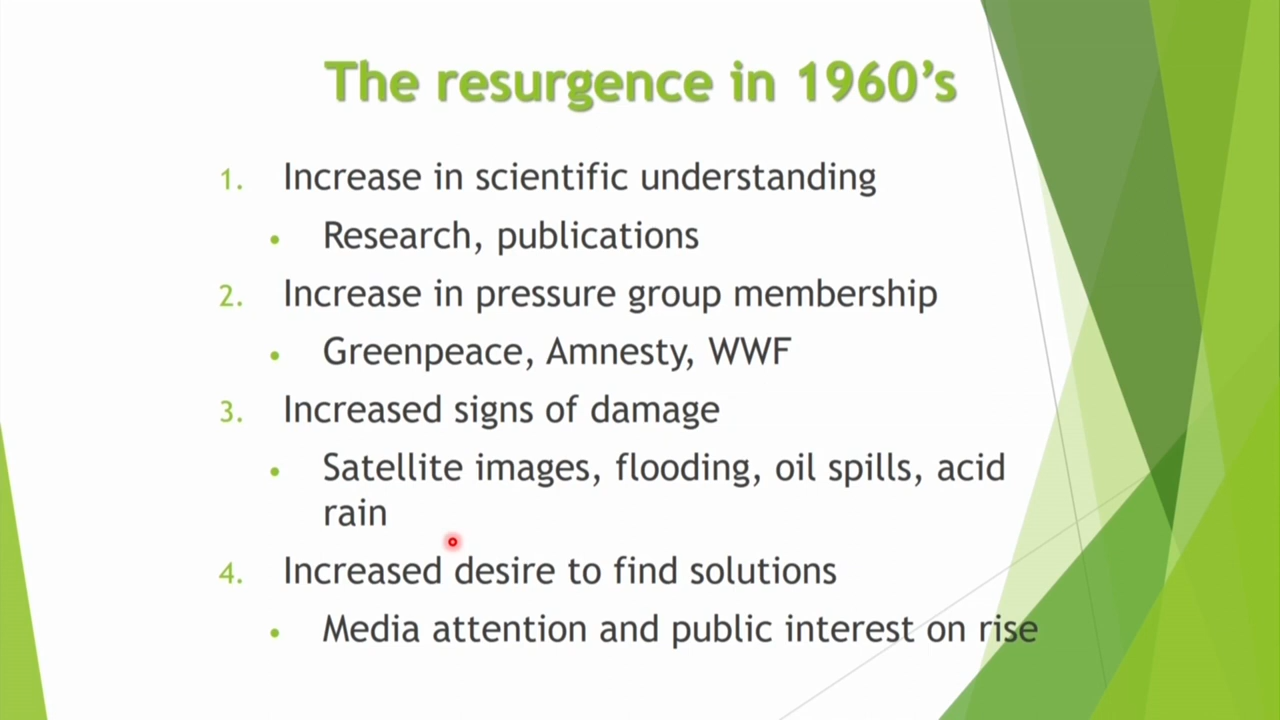 The resurgence in 1960’s
1. Increase in scientific understanding
• Research, publications
2. Increase in pressure group membership
• Greenpeace, Amnesty, WWF
3. Increased signs of damage
• Satellite images, flooding, oil spills, acid
rain
4. Increased desire to find solutions
• Media attention and public interest on rise